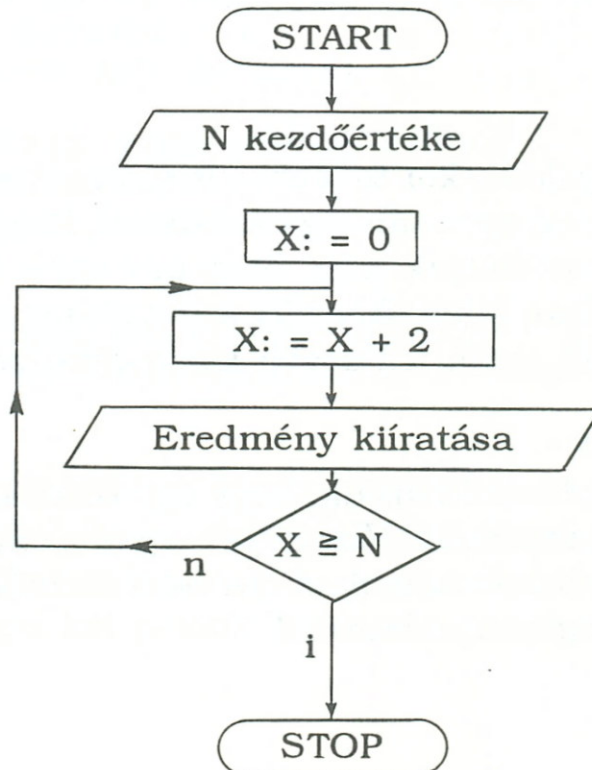 START
N kezdőértéke
X: = 0
X: = X + 2
Eredmény kiíratása
X ≧ N
n
i
STOP